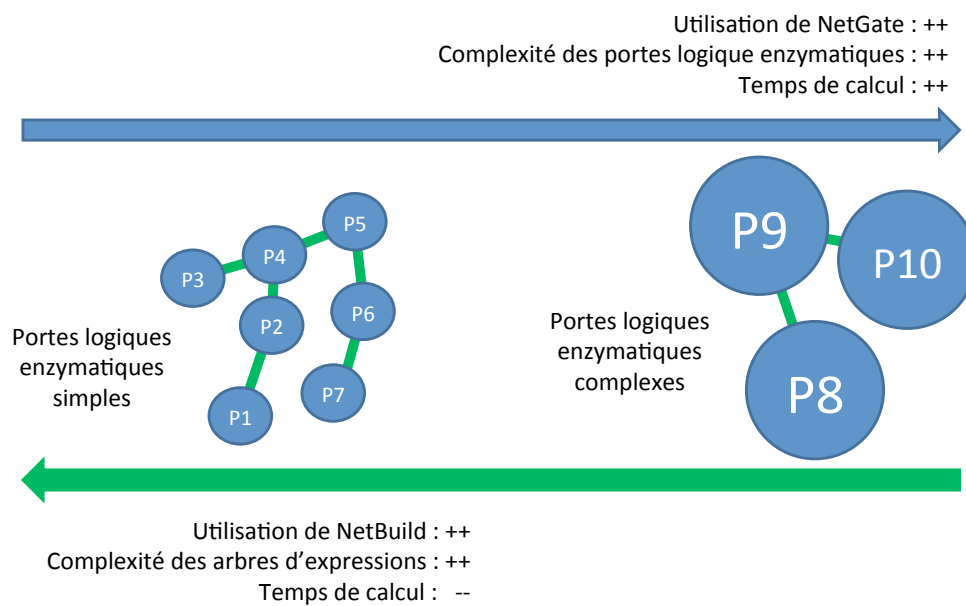 Utilisation de NetGate : ++
Complexité des portes logique enzymatiques : ++
Temps de calcul : ++
P5
P4
P3
P2
P6
P1
P7
Portes logiques
enzymatiques
simples
P9
P10
P8
Portes logiques
enzymatiques
complexes
Utilisation de NetBuild : ++
Complexité des arbres d'expressions : ++
Temps de calcul : --